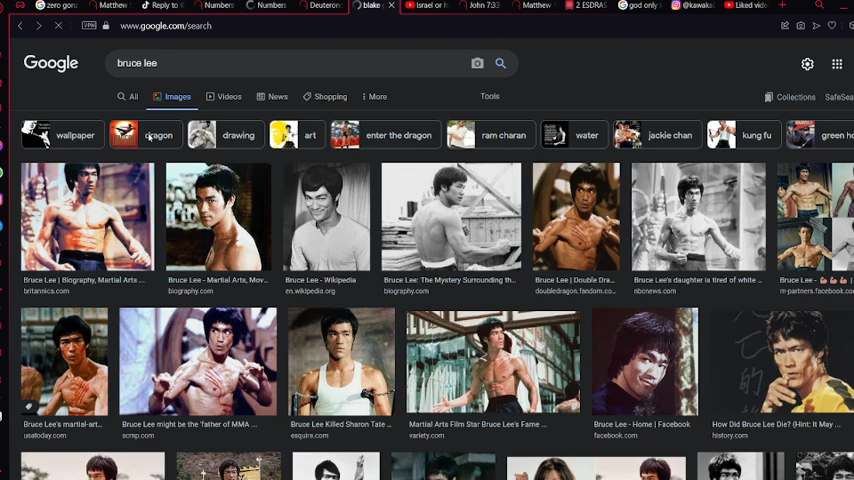 zero gonz
Matthew
Reply to t
Numbers
Numbers
Deuteron
blake
Israel or h
John 7:33
Matthew
2 ESDRAS
god only k
@kawaka
Liked vide
VPN www.google.com/search
Google
bruce lee
All Images Videos News Shopping More Tools Collections SafeSea
wallpaper dragon drawing art enter the dragon ram charan water jackie chan kung fu green ho
Bruce Lee | Biography, Martial Arts ...
britannica.com
Bruce Lee - Martial Arts, Mov...
biography.com
Bruce Lee - Wikipedia
en.wikipedia.org
Bruce Lee: The Mystery Surrounding th...
biography.com
Bruce Lee | Double Dra...
doubledragon.fandom.co...
Bruce Lee's daughter is tired of white ...
nbcnews.com
Bruce Lee -
m-partners.facebook.co
Bruce Lee's martial-art...
usatoday.com
Bruce Lee might be the 'father of MMA ...
scmp.com
Bruce Lee Killed Sharon Tate ...
esquire.com
Martial Arts Film Star Bruce Lee's Fame ...
variety.com
Bruce Lee - Home | Facebook
facebook.com
How Did Bruce Lee Die? (Hint: It May ...
history.com